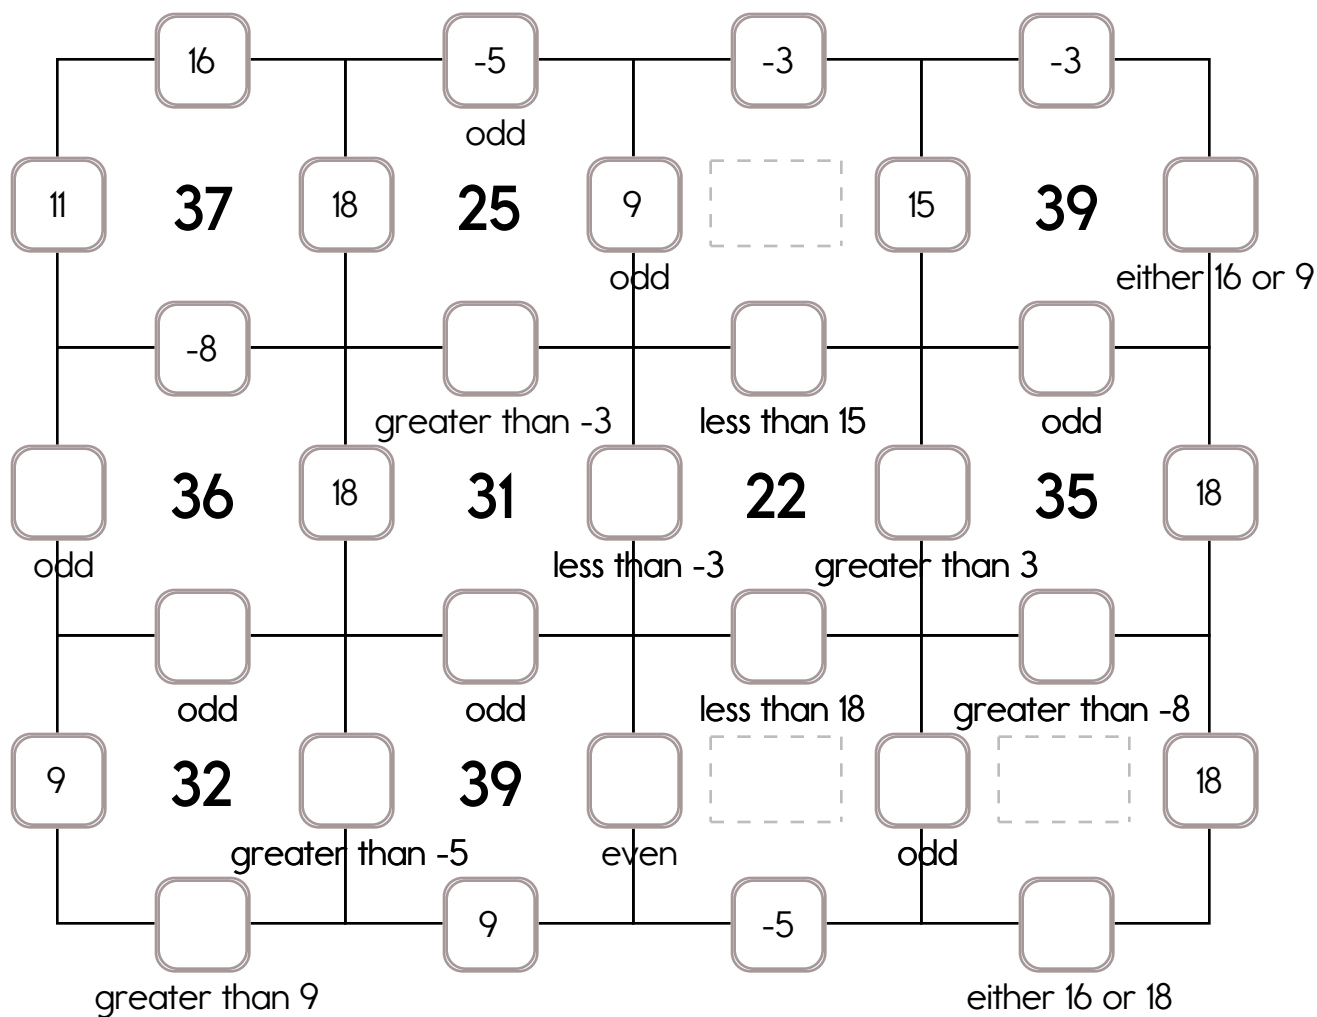 16 -5 -3 -3
odd
11 37 18 25 9 15 39
odd either 16 or 9
-8
greater than -3 less than 15 odd
36 18 31 22 35 18
odd less than -3 greater than 3
odd odd less than 18 greater than -8
9 32 39 18
greater than -5 even odd
9 -5
greater than 9 either 16 or 18